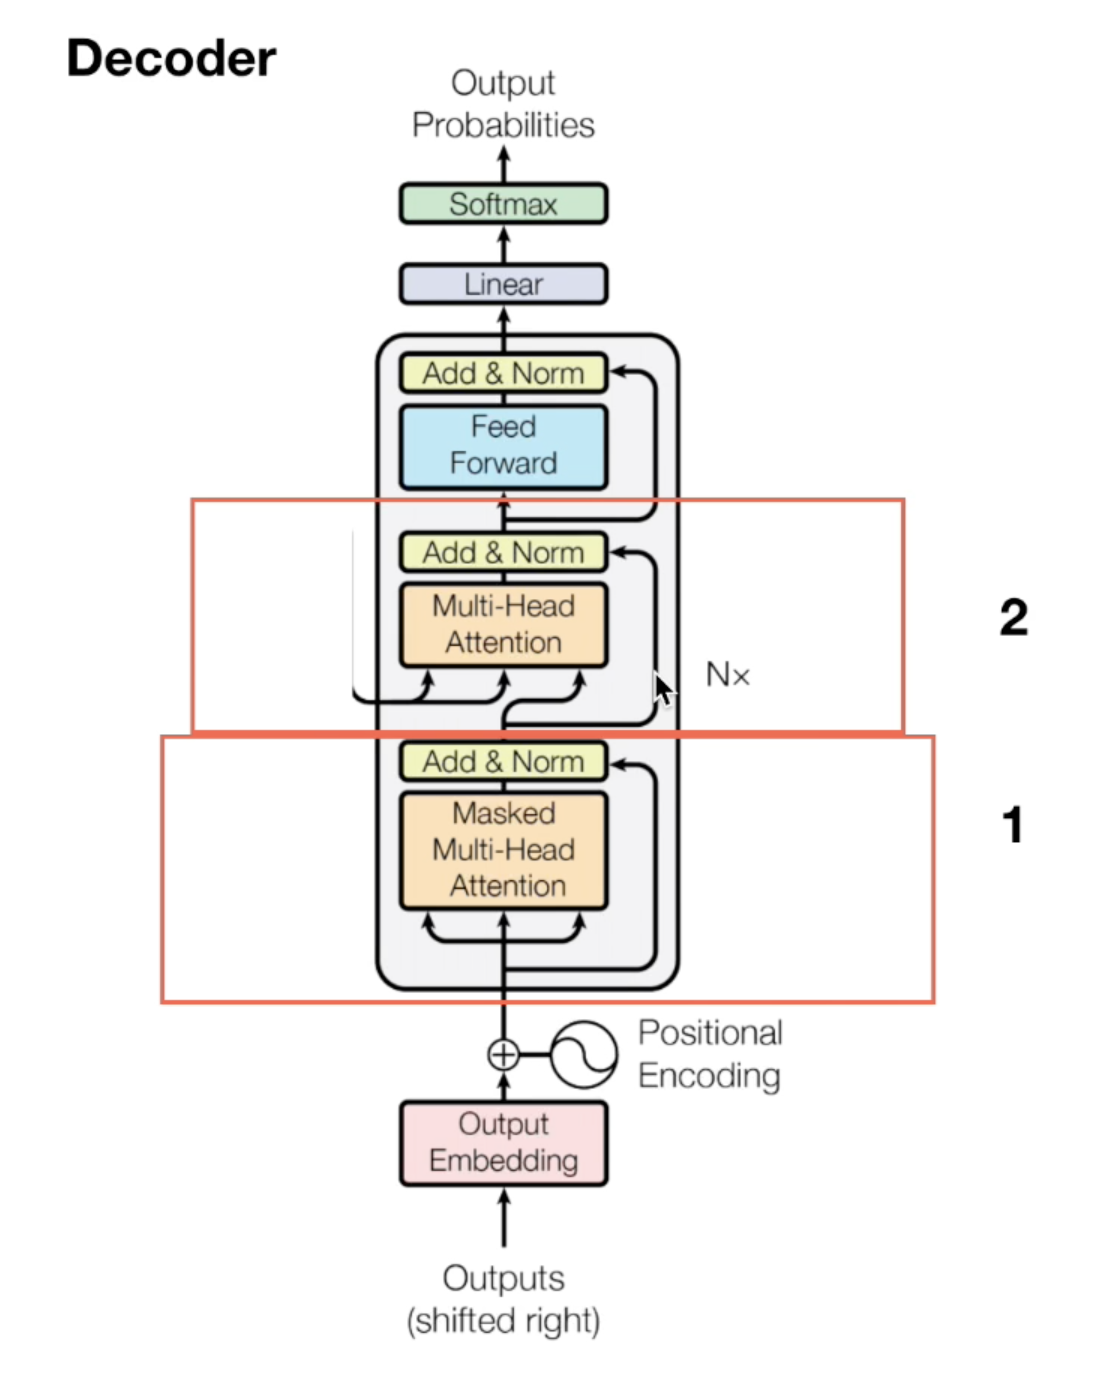 Decoder
Output
Probabilities
Softmax
Linear
Add & Norm
Feed
Forward
Add & Norm
Multi-Head
Attention
2
N×
Add & Norm
Masked
Multi-Head
Attention
1
Positional
Encoding
Output
Embedding
Outputs
(shifted right)